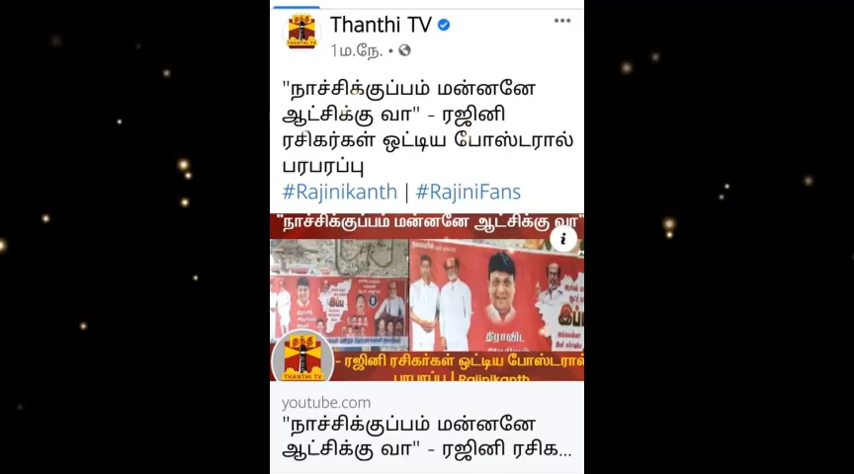 Thanthi TV
1ம.நே.
"நாச்சிக்குப்பம் மன்னனே
ஆட்சிக்கு வா" - ரஜினி
ரசிகர்கள் ஒட்டிய போஸ்டரால்
பரபரப்பு
#Rajinikanth | #RajiniFans
"நாச்சிக்குப்பம் மன்னனே ஆட்சிக்கு வா"
திராவிட
இப்ப
தந்தி
THANTHI TV
- ரஜினி ரசிகர்கள் ஒட்டிய போஸ்டரால்
பரபரப்பு | Rajinikanth
youtube.com
"நாச்சிக்குப்பம் மன்னனே
ஆட்சிக்கு வா" - ரஜினி ரசிக...